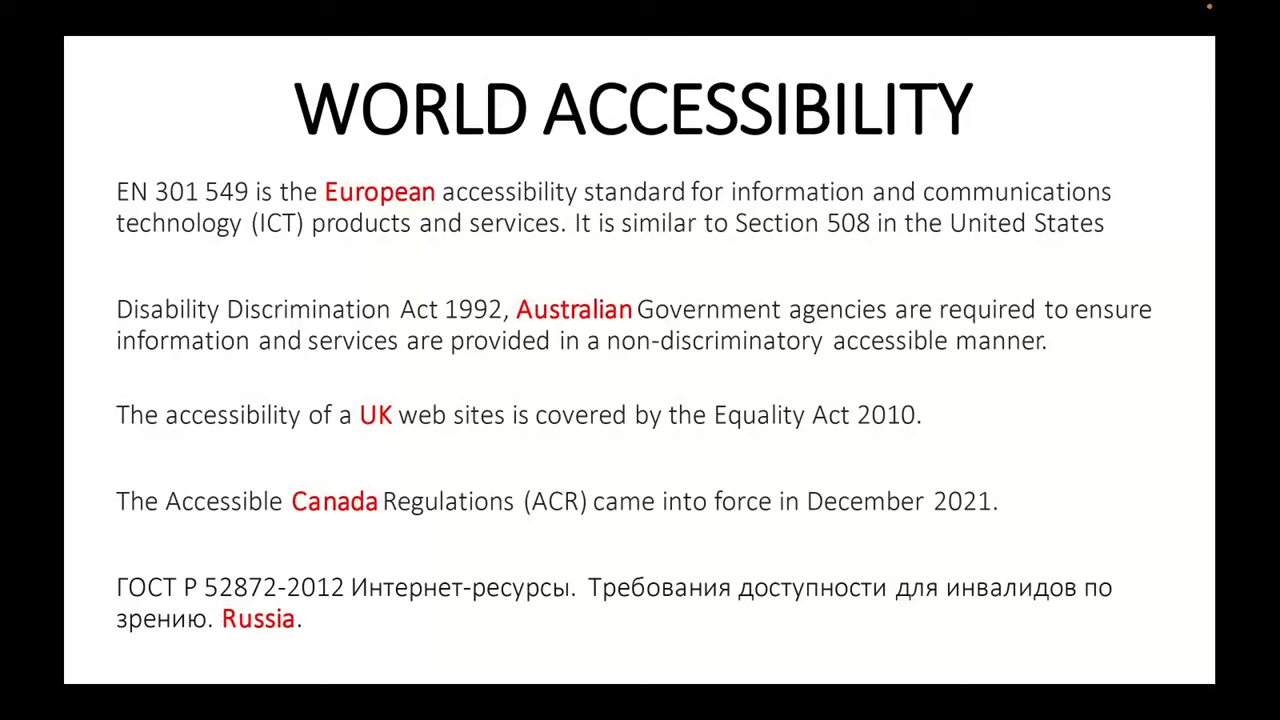 WORLD ACCESSIBILITY
EN 301 549 is the European accessibility standard for information and communications
technology (ICT) products and services. It is similar to Section 508 in the United States
Disability Discrimination Act 1992, Australian Government agencies are required to ensure
information and services are provided in a non-discriminatory accessible manner.
The accessibility of a UK web sites is covered by the Equality Act 2010.
The Accessible Canada Regulations (ACR) came into force in December 2021.
ГОСТ Р 52872-2012 Интернет-ресурсы. Требования доступности для инвалидов по
зрению. Russia.